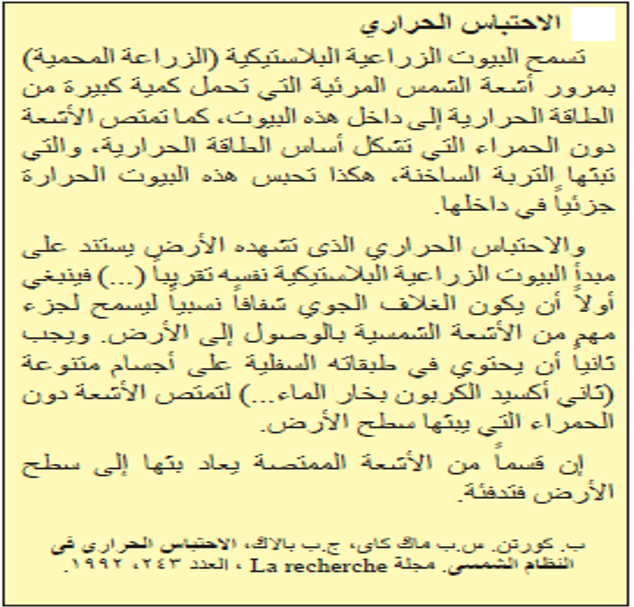 الاحتباس الحراري
تسمح البيوت الزراعية البلاستيكية (الزراعة المحمية)
بمرور أشعة الشمس المرئية التي تحمل كمية كبيرة من
الطاقة الحرارية إلى داخل هذه البيوت، كما تمتص الأشعة
دون الحمراء التي تشكل أساس الطاقة الحرارية، والتي
تبثها التربة الساخنة، هكذا تحبس هذه البيوت الحرارة
جزئياً في داخلها.
والاحتباس الحراري الذى تشهده الأرض يستند على
مبدأ البيوت الزراعية البلاستيكية نفسه تقريباً (...) فينبغي
أولاً أن يكون الغلاف الجوي شفافاً نسبياً ليسمح لجزء
مهم من الأشعة الشمسية بالوصول إلى الأرض. ويجب
ثانياً أن يحتوي في طبقاته السفلية على أجسام متنوعة
(ثاني أكسيد الكربون بخار الماء...) لتمتص الأشعة دون
الحمراء التي يبثها سطح الأرض.
إن قسماً من الأشعة الممتصة يعاد بثها إلى سطح
الأرض فتدفئة.
ب. كورتن. س.ب ماك كاى، ج.ب بالاك، الاحتباس الحراري فى
النظام الشمسي. مجلة La recherche ، العدد ٢٤٣، ١٩٩٢.